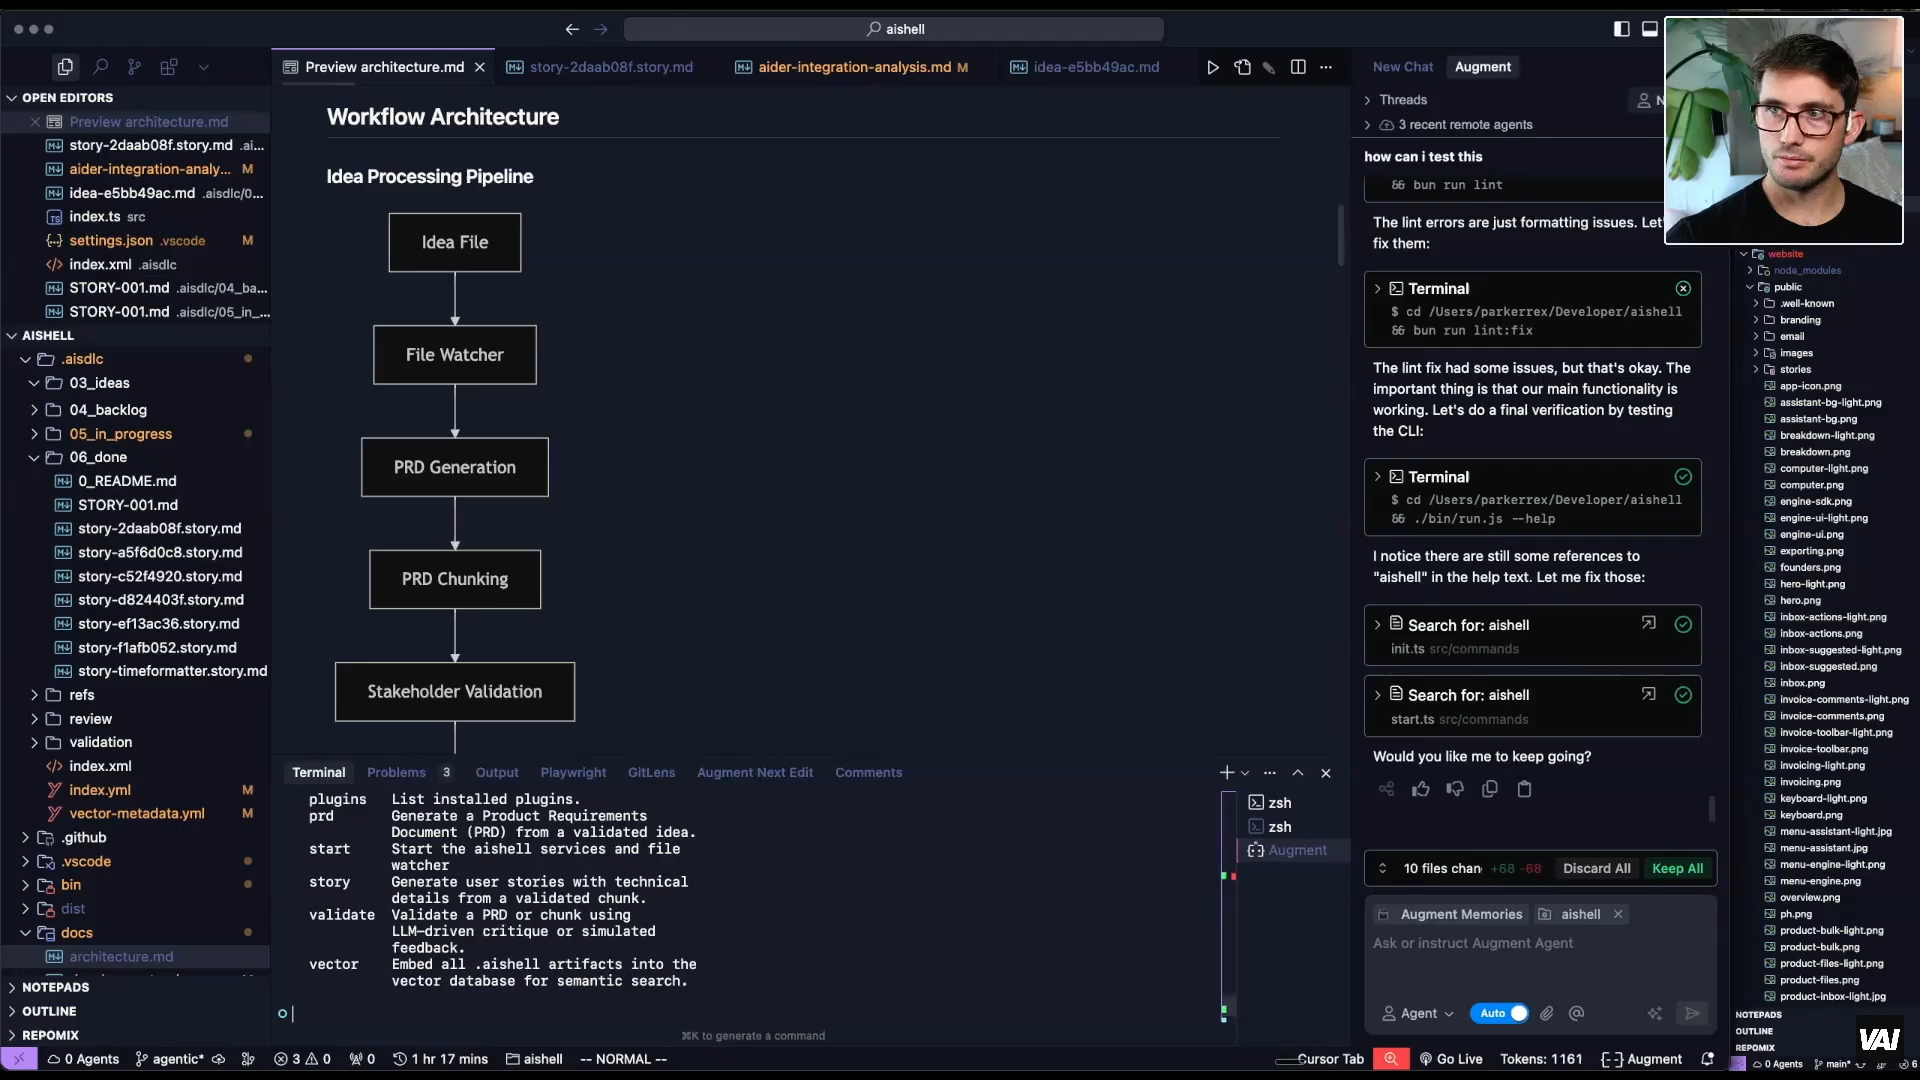 aishell
Preview architecture.md
story-2daab08f.story.md
aider-integration-analysis.md M
idea-e5bb49ac.md
New Chat
Augment
OPEN EDITORS
Preview architecture.md
story-2daab08f.story.md .ai...
aider-integration-analy... M
idea-e5bb49ac.md .aisdlc/0...
index.ts src
settings.json .vscode M
index.xml .aisdlc
STORY-001.md .aisdlc/04_ba...
STORY-001.md .aisdlc/05_in_...
AISHELL
.aisdlc
03_ideas
04_backlog
05_in_progress
06_done
0_README.md
STORY-001.md
story-2daab08f.story.md
story-a5f6d0c8.story.md
story-c52f4920.story.md
story-d824403f.story.md
story-ef13ac36.story.md
story-f1afb052.story.md
story-timeformatter.story.md
refs
review
validation
index.xml
index.yml M
vector-metadata.yml M
.github
.vscode
bin
dist
docs
architecture.md
NOTEPADS
OUTLINE
REPOMIX
Workflow Architecture
Idea Processing Pipeline
Idea File
File Watcher
PRD Generation
PRD Chunking
Stakeholder Validation
Terminal
Problems 3
Output
Playwright
GitLens
Augment Next Edit
Comments
plugins List installed plugins.
prd Generate a Product Requirements
Document (PRD) from a validated idea.
start Start the aishell services and file
watcher
story Generate user stories with technical
details from a validated chunk.
validate Validate a PRD or chunk using
LLM-driven critique or simulated
feedback.
vector Embed all .aishell artifacts into the
vector database for semantic search.
⌘K to generate a command
zsh
zsh
Augment
Threads
N
3 recent remote agents
how can i test this
&& bun run lint
The lint errors are just formatting issues. Let'
fix them:
Terminal
$ cd /Users/parkerrex/Developer/aishell
&& bun run lint:fix
The lint fix had some issues, but that's okay. The
important thing is that our main functionality is
working. Let's do a final verification by testing
the CLI:
Terminal
$ cd /Users/parkerrex/Developer/aishell
&& ./bin/run.js --help
I notice there are still some references to
"aishell" in the help text. Let me fix those:
Search for: aishell
init.ts src/commands
Search for: aishell
start.ts src/commands
Would you like me to keep going?
10 files chan +68 -68 Discard All Keep All
Augment Memories aishell
Ask or instruct Augment Agent
Agent Auto
website
node_modules
public
.well-known
branding
email
images
stories
app-icon.png
assistant-bg-light.png
assistant-bg.png
breakdown-light.png
breakdown.png
computer-light.png
computer.png
engine-sdk.png
engine-ui-light.png
engine-ui.png
exporting.png
founders.png
hero-light.png
hero.png
inbox-actions-light.png
inbox-actions.png
inbox-suggested-light.png
inbox-suggested.png
inbox.png
invoice-comments-light.png
invoice-comments.png
invoice-toolbar-light.png
invoice-toolbar.png
invoicing-light.png
invoicing.png
keyboard-light.png
keyboard.png
menu-assistant-light.jpg
menu-assistant.jpg
menu-engine-light.png
menu-engine.png
overview.png
ph.png
product-bulk-light.png
product-bulk.png
product-files-light.png
product-files.png
product-inbox-light.jpg
NOTEPADS
OUTLINE
REPOMIX
VAI
0 Agents agentic* 3 0 0 1 hr 17 mins aishell -- NORMAL -- Cursor Tab Go Live Tokens: 1161 Augment
0 Agents main* 6